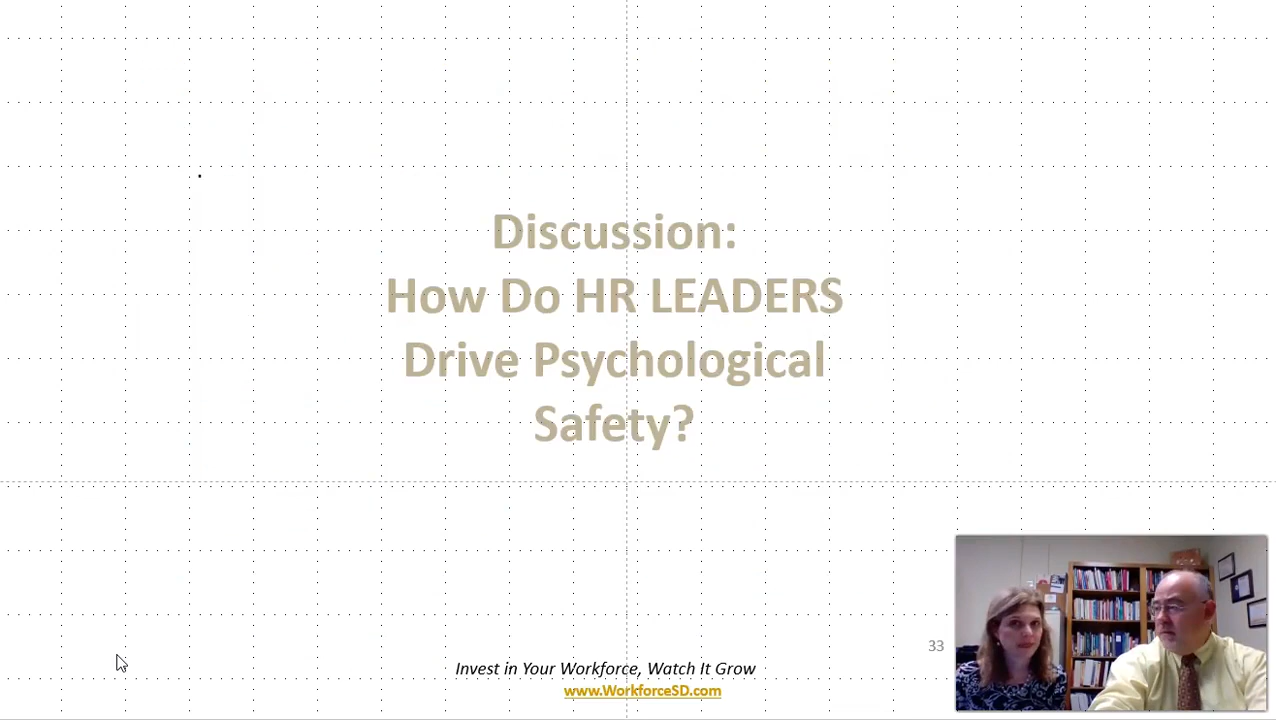 Discussion:
How Do HR LEADERS
Drive Psychological
Safety?
33
Invest in Your Workforce, Watch It Grow
www.WorkforceSD.com